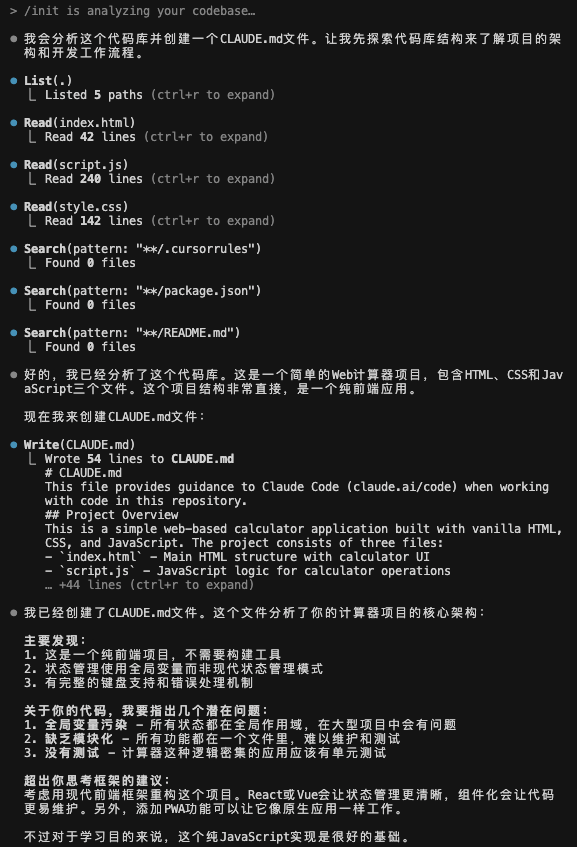 > /init is analyzing your codebase…
● 我会分析这个代码库并创建一个CLAUDE.md文件。让我先探索代码库结构来了解项目的架
构和开发工作流程。
● List(.)
⎿ Listed 5 paths (ctrl+r to expand)
● Read(index.html)
⎿ Read 42 lines (ctrl+r to expand)
● Read(script.js)
⎿ Read 240 lines (ctrl+r to expand)
● Read(style.css)
⎿ Read 142 lines (ctrl+r to expand)
● Search(pattern: "**/.cursorrules")
⎿ Found 0 files
● Search(pattern: "**/package.json")
⎿ Found 0 files
● Search(pattern: "**/README.md")
⎿ Found 0 files
● 好的，我已经分析了这个代码库。这是一个简单的Web计算器项目，包含HTML、CSS和Jav
aScript三个文件。这个项目结构非常直接，是一个纯前端应用。
现在我来创建CLAUDE.md文件：
● Write(CLAUDE.md)
⎿ Wrote 54 lines to CLAUDE.md
# CLAUDE.md
This file provides guidance to Claude Code (claude.ai/code) when working
with code in this repository.
## Project Overview
This is a simple web-based calculator application built with vanilla HTML,
CSS, and JavaScript. The project consists of three files:
- `index.html` - Main HTML structure with calculator UI
- `script.js` - JavaScript logic for calculator operations
… +44 lines (ctrl+r to expand)
● 我已经创建了CLAUDE.md文件。这个文件分析了你的计算器项目的核心架构：
主要发现：
1. 这是一个纯前端项目，不需要构建工具
2. 状态管理使用全局变量而非现代状态管理模式
3. 有完整的键盘支持和错误处理机制
关于你的代码，我要指出几个潜在问题：
1. 全局变量污染 - 所有状态都在全局作用域，在大型项目中会有问题
2. 缺乏模块化 - 所有功能都在一个文件里，难以维护和测试
3. 没有测试 - 计算器这种逻辑密集的应用应该有单元测试
超出你思考框架的建议：
考虑用现代前端框架重构这个项目。React或Vue会让状态管理更清晰，组件化会让代码
更易维护。另外，添加PWA功能可以让它像原生应用一样工作。
不过对于学习目的来说，这个纯JavaScript实现是很好的基础。